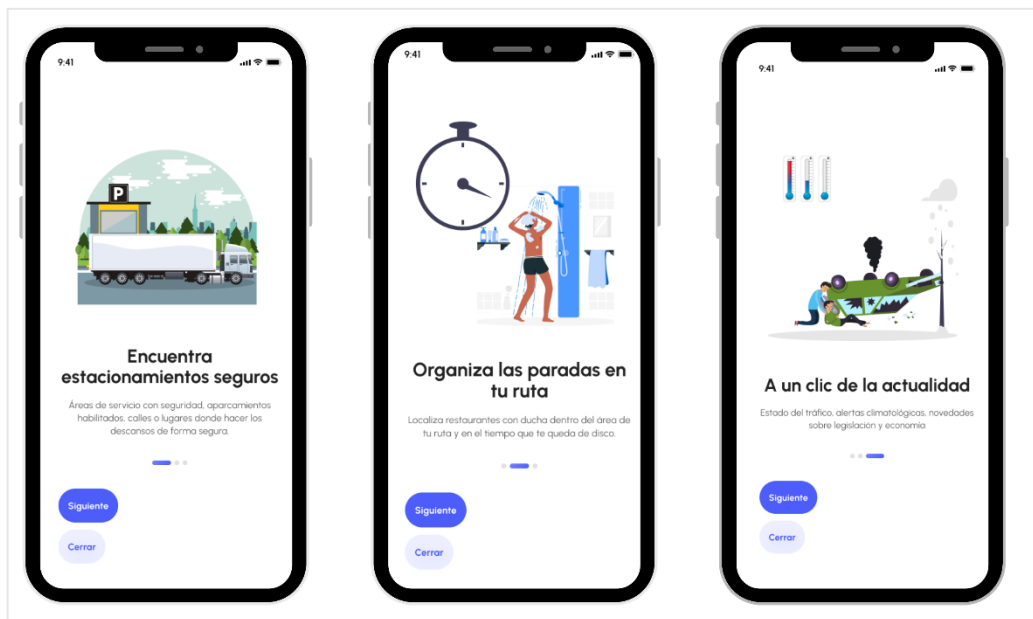 9:41
P
Encuentra
estacionamientos seguros
Áreas de servicio con seguridad, aparcamientos
habilitados, calles o lugares donde hacer los
descansos de forma segura.
Siguiente
Cerrar
9:41
Organiza las paradas en
tu ruta
Localiza restaurantes con ducha dentro del área de
tu ruta y en el tiempo que te queda de disco.
Siguiente
Cerrar
9:41
A un clic de la actualidad
Estado del tráfico, alertas climatológicas, novedades
sobre legislación y economía
Siguiente
Cerrar